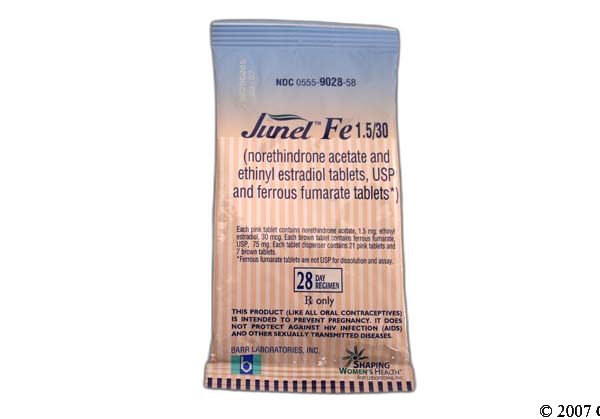 NDC 0555-9028-58
Junel™ Fe 1.5/30
(norethindrone acetate and
ethinyl estradiol tablets, USP
and ferrous fumarate tablets*)
Each pink tablet contains norethindrone acetate, 1.5 mg; ethinyl
estradiol, 30 mcg. Each brown tablet contains ferrous fumarate,
USP, 75 mg. Each tablet dispenser contains 21 pink tablets and
7 brown tablets.
*Ferrous fumarate tablets are not USP for dissolution and assay.
28 DAY
REGIMEN
℞ only
THIS PRODUCT (LIKE ALL ORAL CONTRACEPTIVES)
IS INTENDED TO PREVENT PREGNANCY. IT DOES
NOT PROTECT AGAINST HIV INFECTION (AIDS)
AND OTHER SEXUALLY TRANSMITTED DISEASES.
BARR LABORATORIES, INC.
b
SHAPING
WOMEN'S HEALTH™
Barr Laboratories, Inc.
© 2007 C